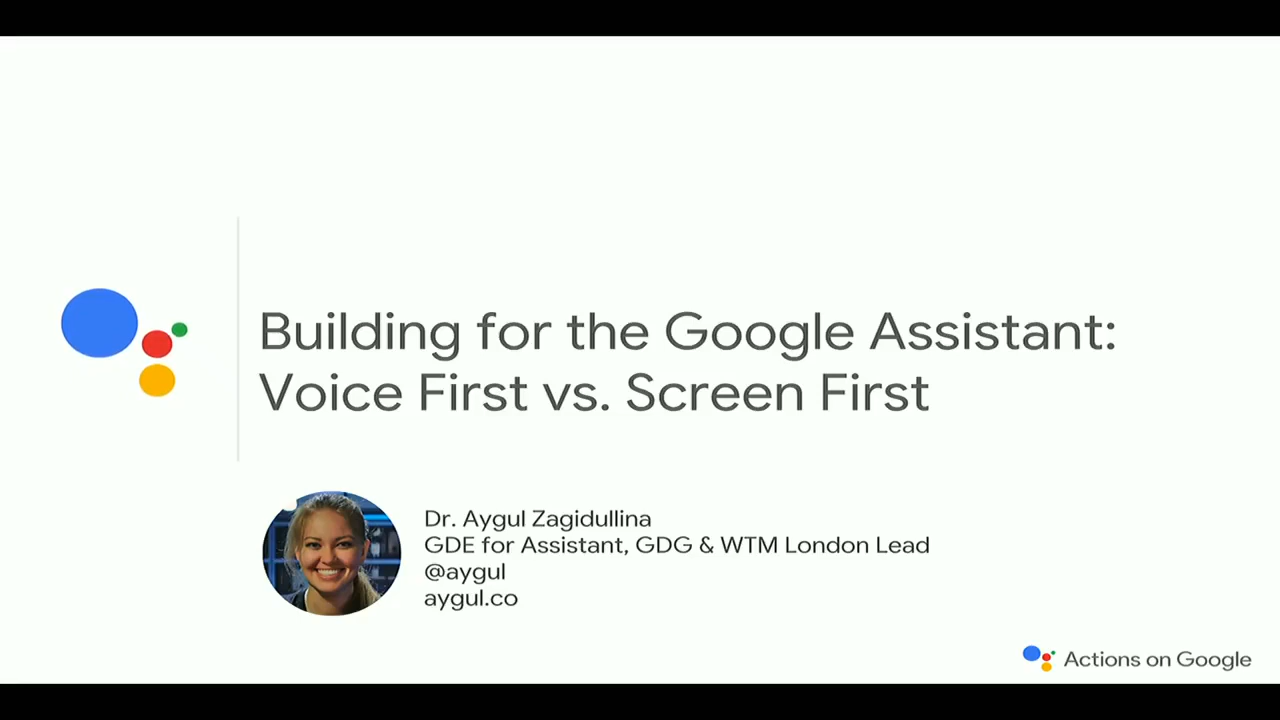 Building for the Google Assistant:
Voice First vs. Screen First
Dr. Aygul Zagidullina
GDE for Assistant, GDG & WTM London Lead
@aygul
aygul.co
Actions on Google